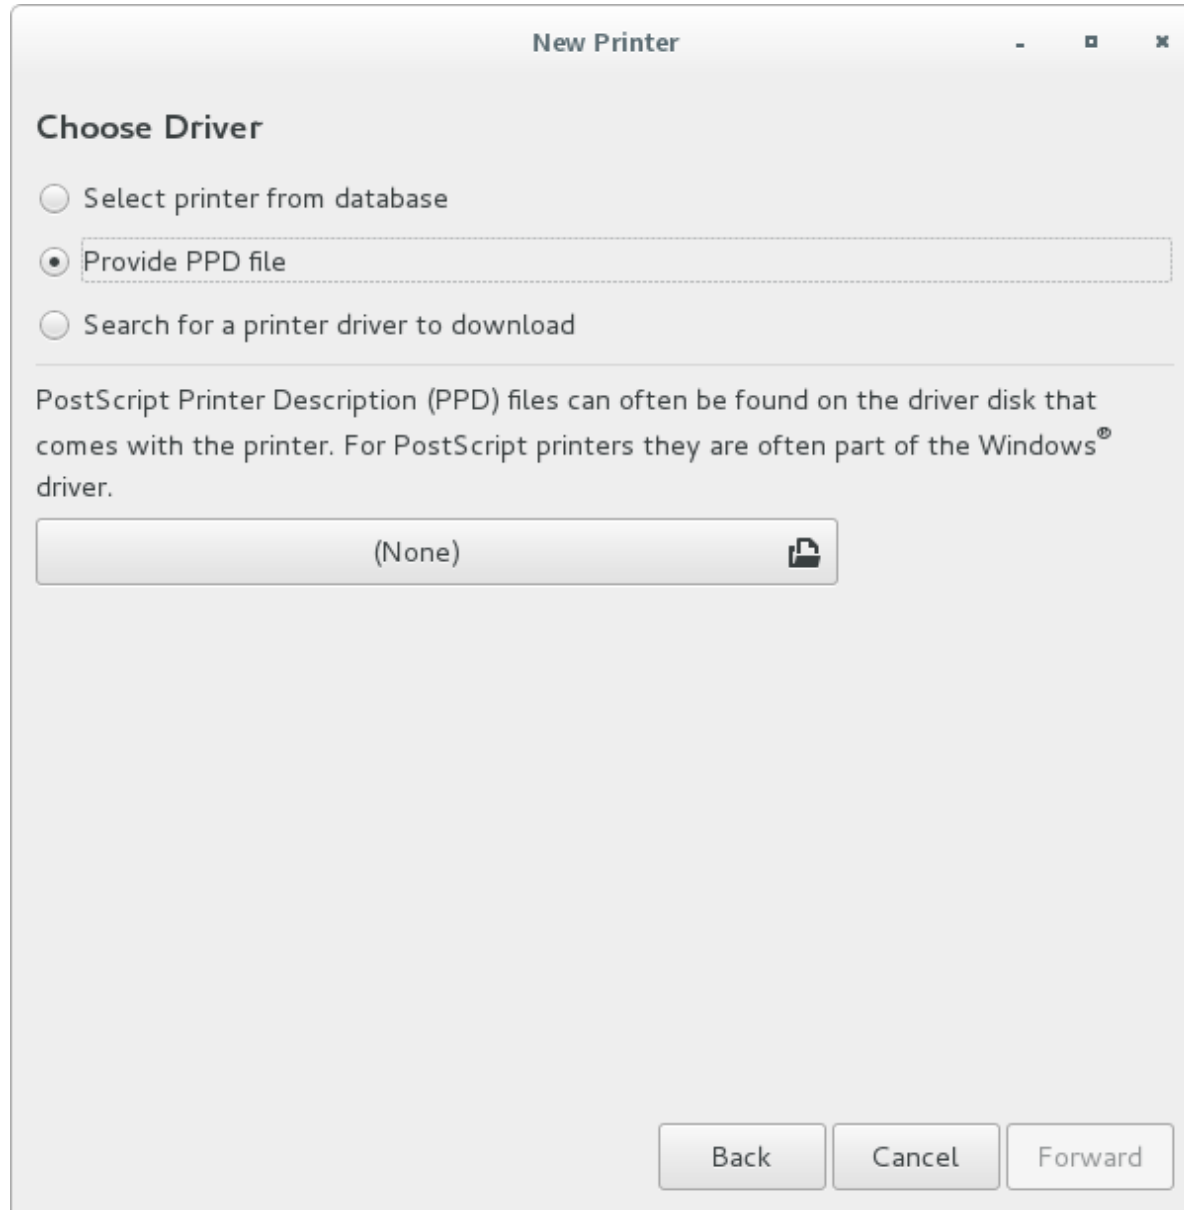 New Printer
Choose Driver
Select printer from database
Provide PPD file
Search for a printer driver to download
PostScript Printer Description (PPD) files can often be found on the driver disk that
comes with the printer. For PostScript printers they are often part of the Windows®
driver.
(None)
Back Cancel Forward